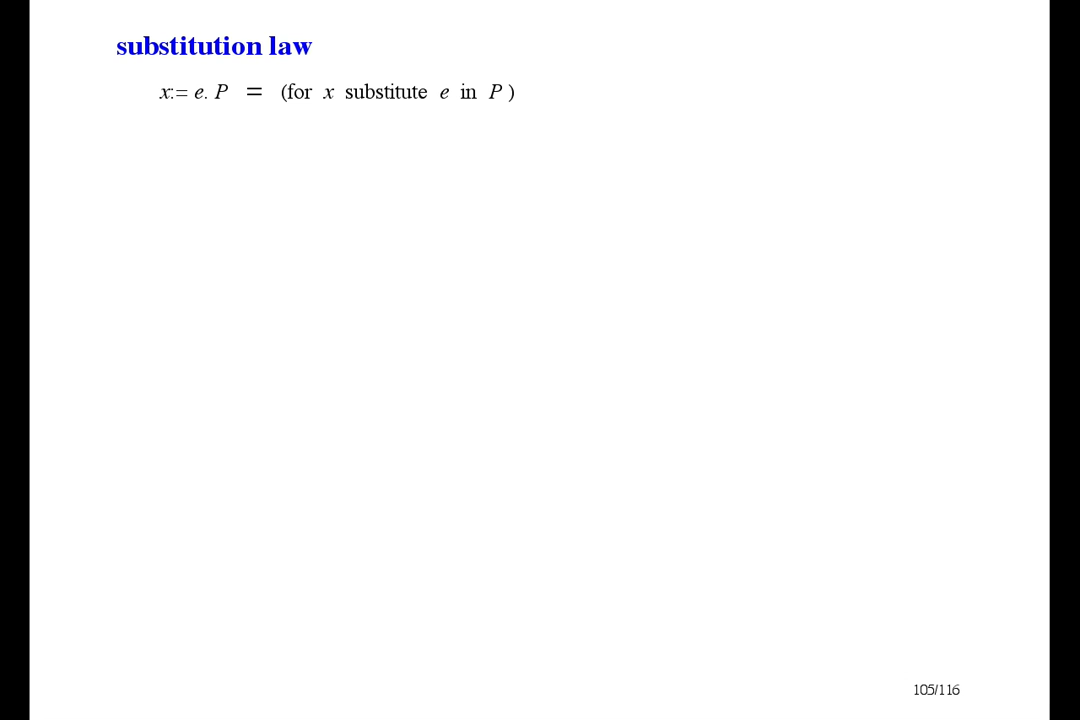 substitution law
x:= e. P = (for x substitute e in P )
105/116